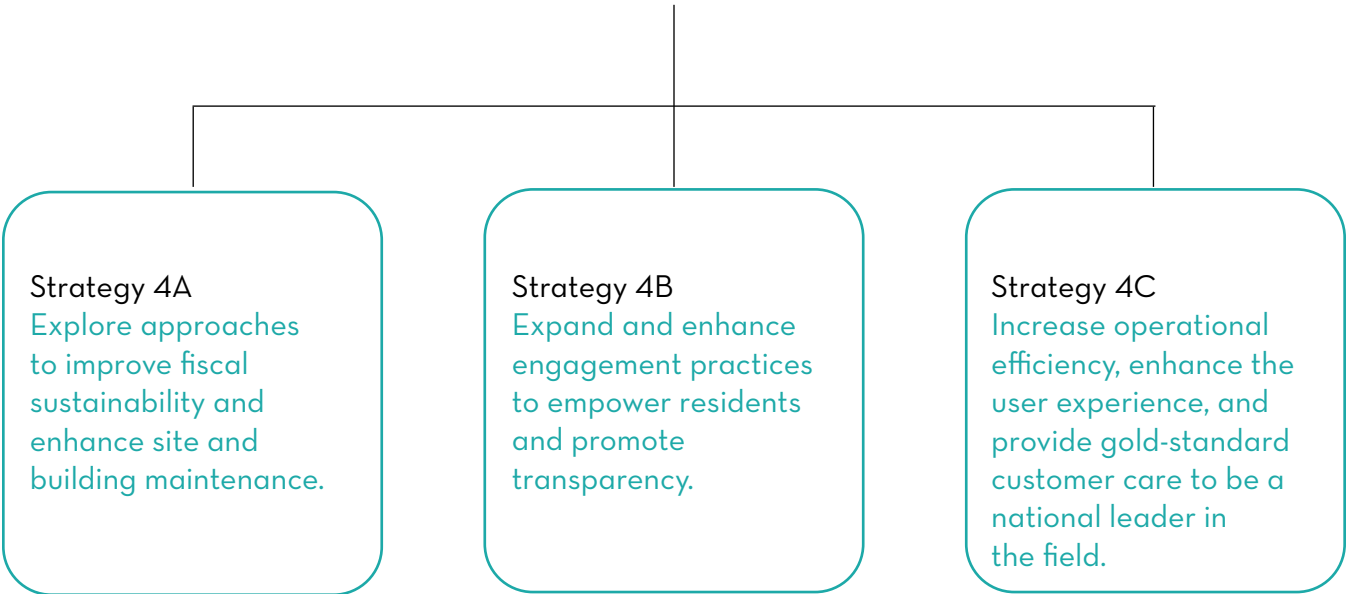 Strategy 4A
Explore approaches
to improve fiscal
sustainability and
enhance site and
building maintenance.
Strategy 4B
Expand and enhance
engagement practices
to empower residents
and promote
transparency.
Strategy 4C
Increase operational
efficiency, enhance the
user experience, and
provide gold-standard
customer care to be a
national leader in
the field.